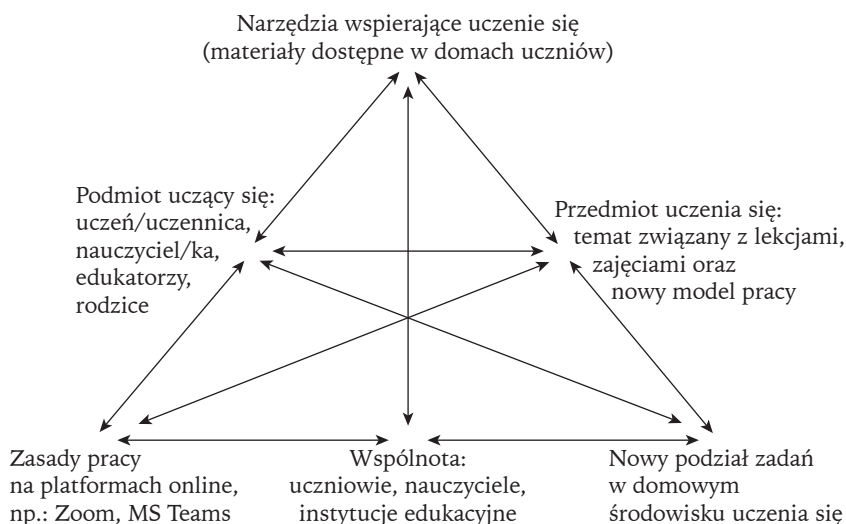 Narzędzia wspierające uczenie się
(materiały dostępne w domach uczniów)
Podmiot uczący się:
uczeń/uczennica,
nauczyciel/ka,
edukatorzy,
rodzice
Przedmiot uczenia się:
temat związany z lekcjami,
zajęciami oraz
nowy model pracy
Zasady pracy
na platformach online,
np.: Zoom, MS Teams
Wspólnota:
uczniowie, nauczyciele,
instytucje edukacyjne
Nowy podział zadań
w domowym
środowisku uczenia się